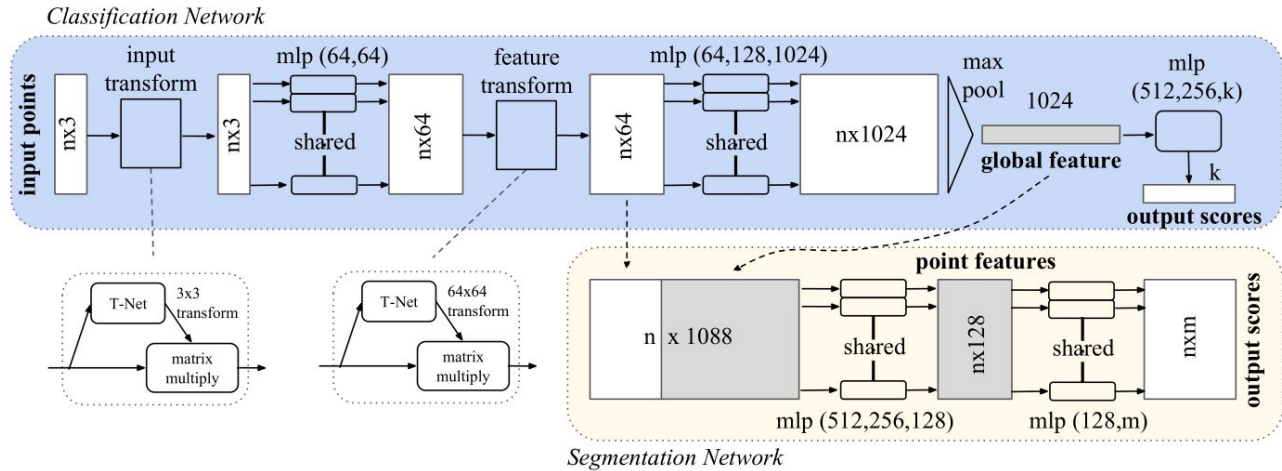 Classification Network
input points
nx3
input
transform
nx3
mlp (64,64)
shared
nx64
feature
transform
nx64
mlp (64,128,1024)
shared
nx1024
max
pool
1024
global feature
mlp
(512,256,k)
k
output scores
T-Net
3x3
transform
matrix
multiply
T-Net
64x64
transform
matrix
multiply
point features
n x 1088
shared
mlp (512,256,128)
nx128
shared
mlp (128,m)
nxm
output scores
Segmentation Network